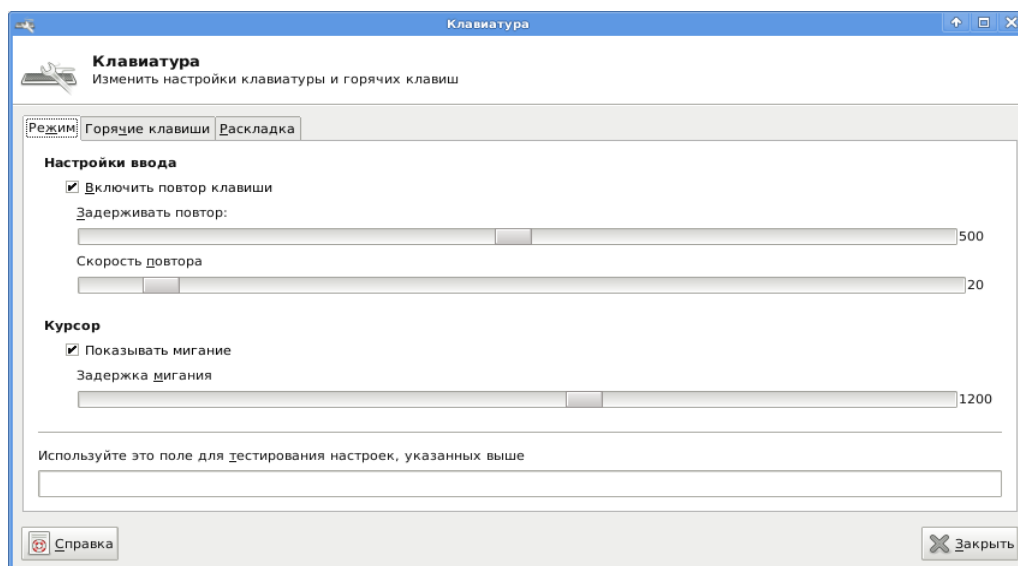 Клавиатура
Клавиатура
Изменить настройки клавиатуры и горячих клавиш
Режим Горячие клавиши Раскладка
Настройки ввода
Включить повтор клавиши
Задерживать повтор:
500
Скорость повтора
20
Курсор
Показывать мигание
Задержка мигания
1200
Используйте это поле для тестирования настроек, указанных выше
Справка Закрыть